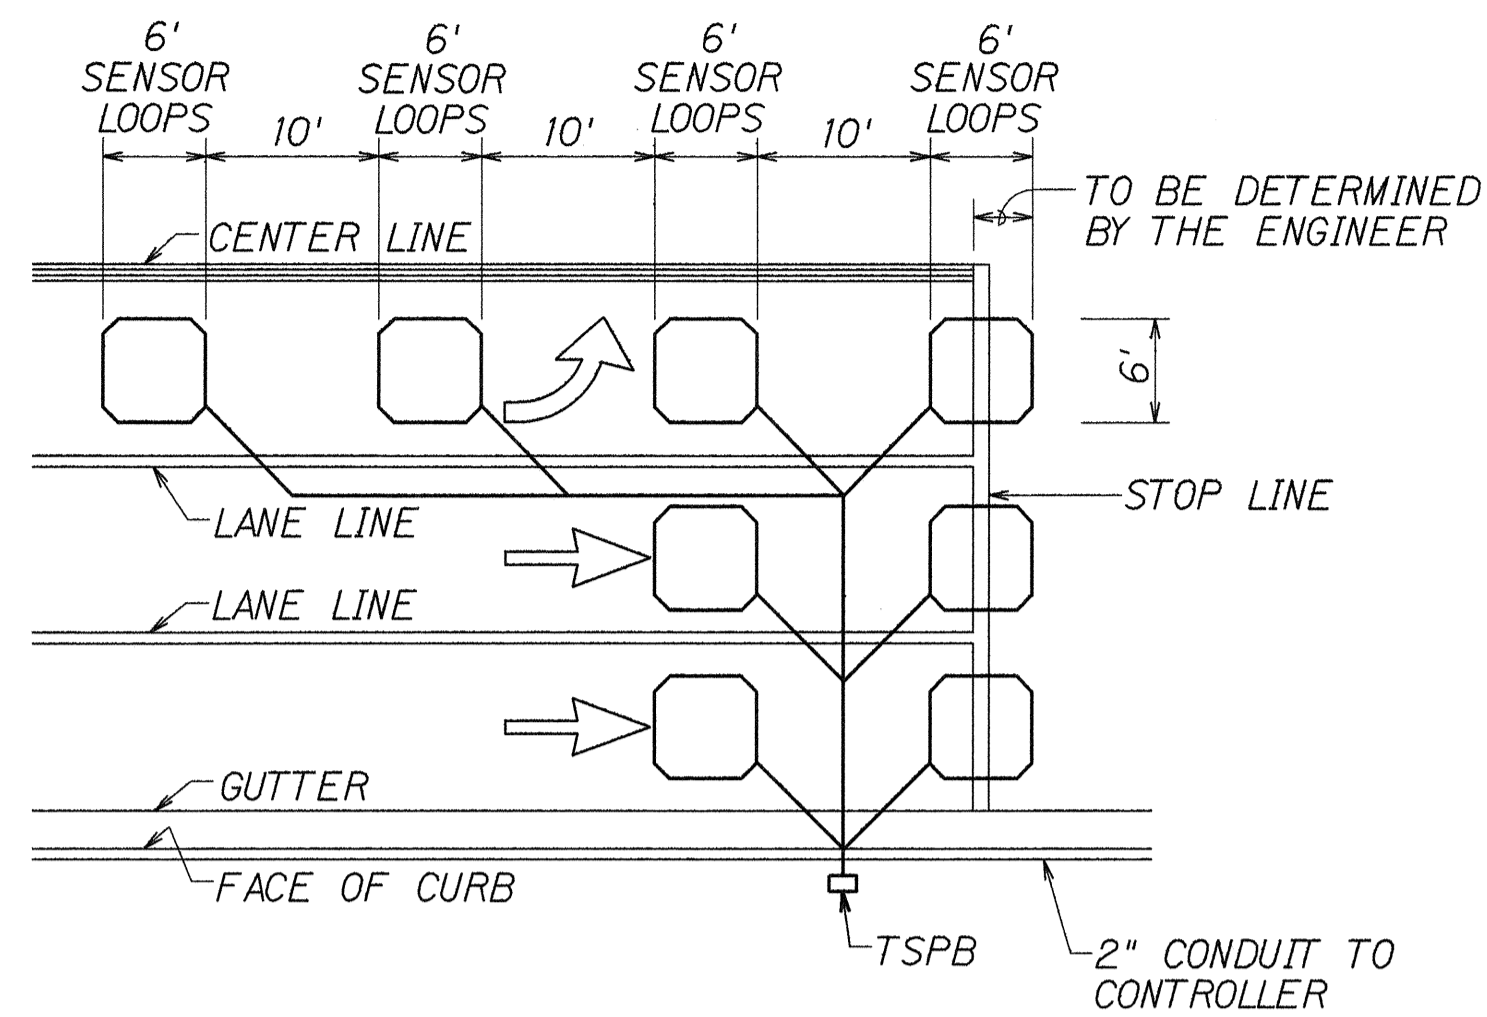 6'
SENSOR
LOOPS
10'
6'
SENSOR
LOOPS
10'
6'
SENSOR
LOOPS
10'
6'
SENSOR
LOOPS
TO BE DETERMINED
BY THE ENGINEER
CENTER LINE
6'
LANE LINE
STOP LINE
LANE LINE
GUTTER
FACE OF CURB
TSPB
2" CONDUIT TO
CONTROLLER